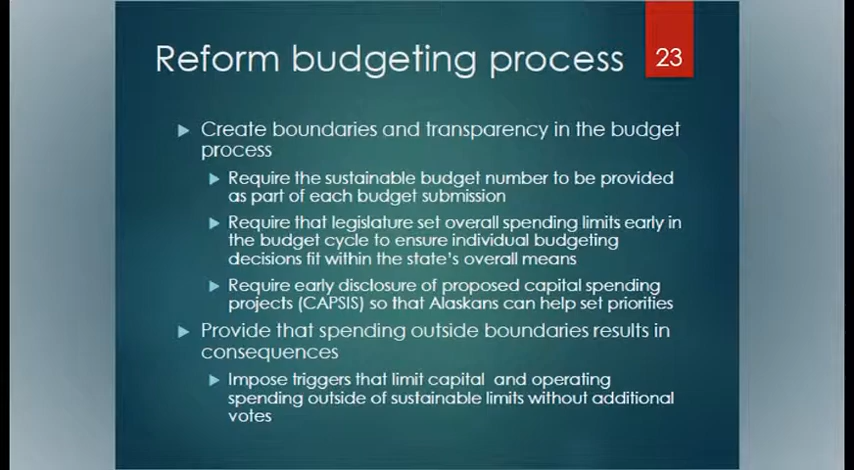 Reform budgeting process
23
Create boundaries and transparency in the budget
process
Require the sustainable budget number to be provided
as part of each budget submission
Require that legislature set overall spending limits early in
the budget cycle to ensure individual budgeting
decisions fit within the state's overall means
Require early disclosure of proposed capital spending
projects (CAPSIS) so that Alaskans can help set priorities
Provide that spending outside boundaries results in
consequences
Impose triggers that limit capital and operating
spending outside of sustainable limits without additional
votes